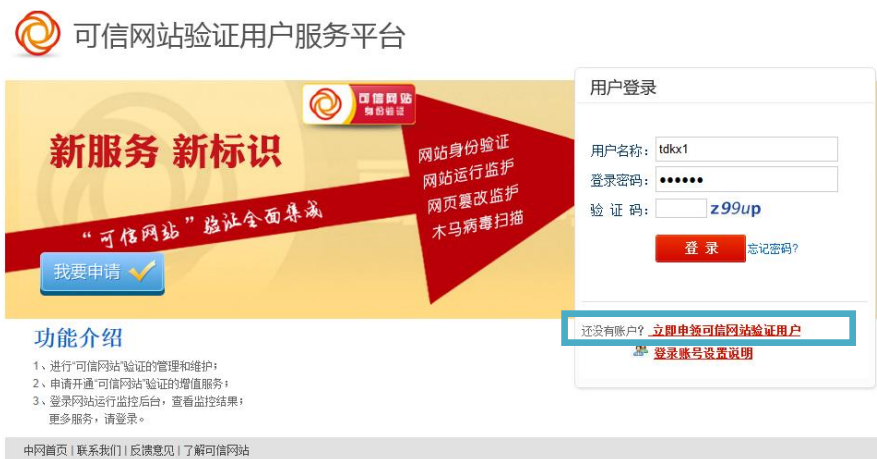 可信网站验证用户服务平台
可信网站
身份验证
新服务 新标识
“可信网站”验证全面集成
网站身份验证
网站运行监护
网页篡改监护
木马病毒扫描
我要申请
用户登录
用户名称： tdkx1
登录密码： ●●●●●●
验 证 码： z99up
登 录 忘记密码?
还没有账户? 立即申领可信网站验证用户
登录账号设置说明
功能介绍
1、进行“可信网站”验证的管理和维护；
2、申请开通“可信网站”验证的增值服务；
3、登录网站运行监控后台，查看监控结果；
更多服务，请登录。
中网首页 | 联系我们 | 反馈意见 | 了解可信网站